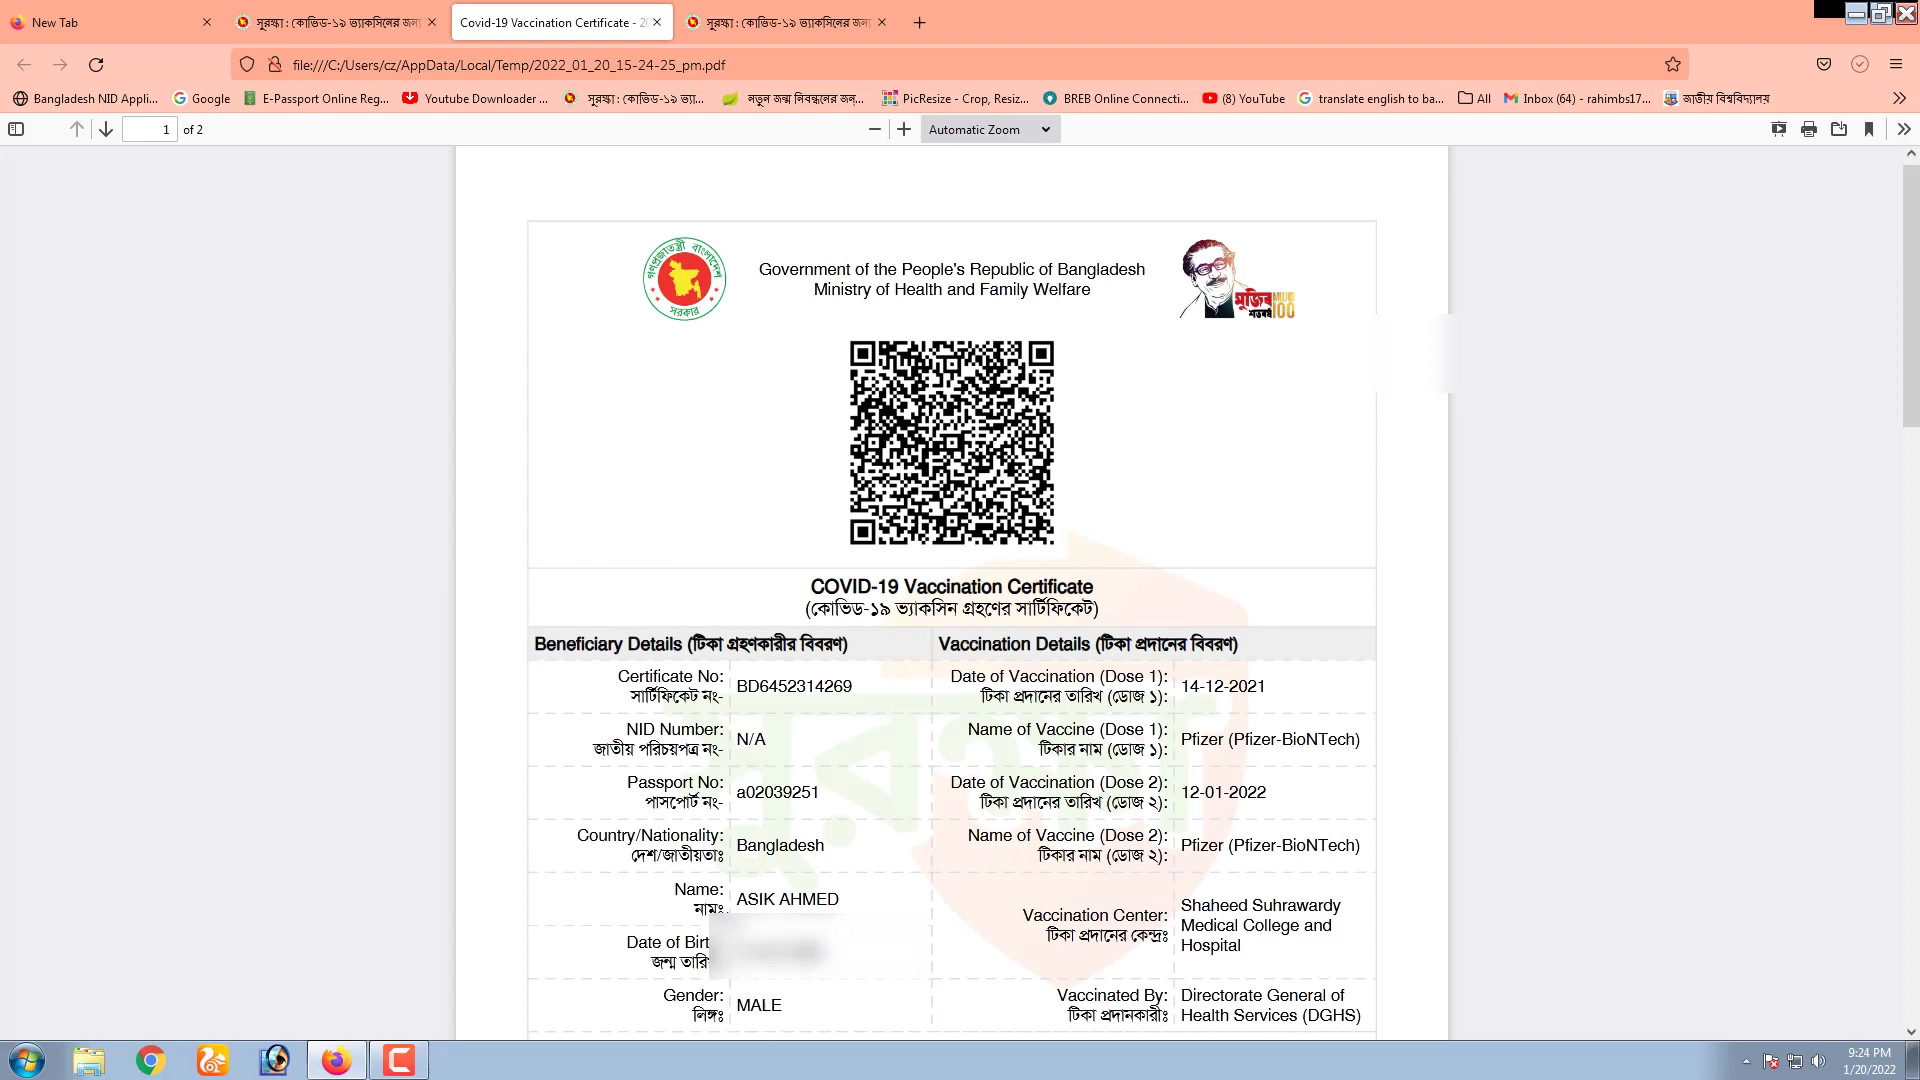 New Tab
সুরক্ষা : কোভিড-১৯ ভ্যাকসিনের জন্য
Covid-19 Vaccination Certificate - 20
সুরক্ষা : কোভিড-১৯ ভ্যাকসিনের জন্য
file:///C:/Users/cz/AppData/Local/Temp/2022_01_20_15-24-25_pm.pdf
Bangladesh NID Appli...
Google
E-Passport Online Reg...
Youtube Downloader ...
সুরক্ষা : কোভিড-১৯ ভ্যা...
নতুন জন্ম নিবন্ধনের জন্...
PicResize - Crop, Resiz...
BREB Online Connecti...
(8) YouTube
translate english to ba...
All
Inbox (64) - rahimbs17...
জাতীয় বিশ্ববিদ্যালয়
1 of 2
Automatic Zoom
গণপ্রজাতন্ত্রী বাংলাদেশ
সরকার
Government of the People's Republic of Bangladesh
Ministry of Health and Family Welfare
মুজিব MUJIB
শতবর্ষ 100
COVID-19 Vaccination Certificate
(কোভিড-১৯ ভ্যাকসিন গ্রহণের সার্টিফিকেট)
Beneficiary Details (টিকা গ্রহণকারীর বিবরণ)
Vaccination Details (টিকা প্রদানের বিবরণ)
Certificate No:
সার্টিফিকেট নং-
BD6452314269
Date of Vaccination (Dose 1):
টিকা প্রদানের তারিখ (ডোজ ১):
14-12-2021
NID Number:
জাতীয় পরিচয়পত্র নং-
N/A
Name of Vaccine (Dose 1):
টিকার নাম (ডোজ ১):
Pfizer (Pfizer-BioNTech)
Passport No:
পাসপোর্ট নং-
a02039251
Date of Vaccination (Dose 2):
টিকা প্রদানের তারিখ (ডোজ ২):
12-01-2022
Country/Nationality:
দেশ/জাতীয়তাঃ
Bangladesh
Name of Vaccine (Dose 2):
টিকার নাম (ডোজ ২):
Pfizer (Pfizer-BioNTech)
Name:
নামঃ
ASIK AHMED
Vaccination Center:
টিকা প্রদানের কেন্দ্রঃ
Shaheed Suhrawardy
Medical College and
Hospital
Date of Birt
জন্ম তারি
Gender:
লিঙ্গঃ
MALE
Vaccinated By:
টিকা প্রদানকারীঃ
Directorate General of
Health Services (DGHS)
সুরক্ষা
9:24 PM
1/20/2022